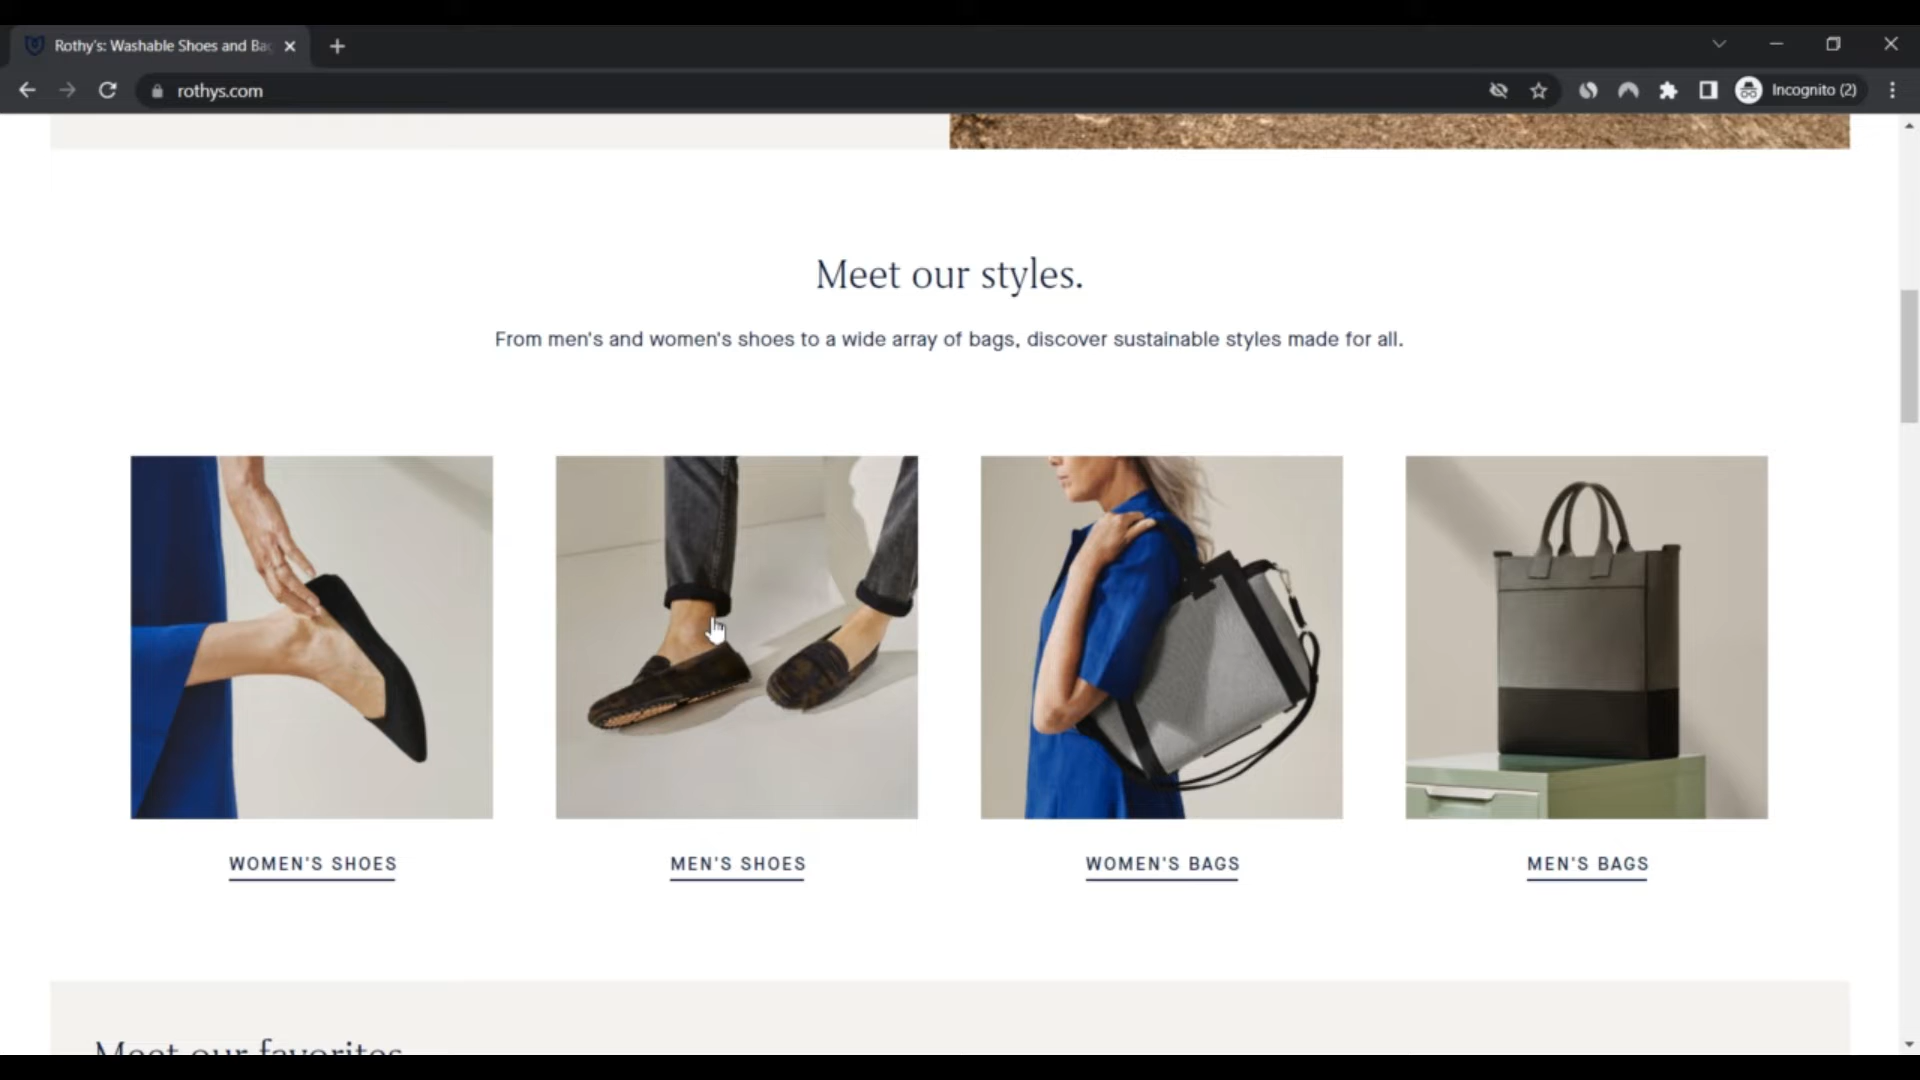 Rothy's: Washable Shoes and Ba
rothys.com
Incognito (2)
Meet our styles.
From men's and women's shoes to a wide array of bags, discover sustainable styles made for all.
WOMEN'S SHOES
MEN'S SHOES
WOMEN'S BAGS
MEN'S BAGS
Meet our favorites